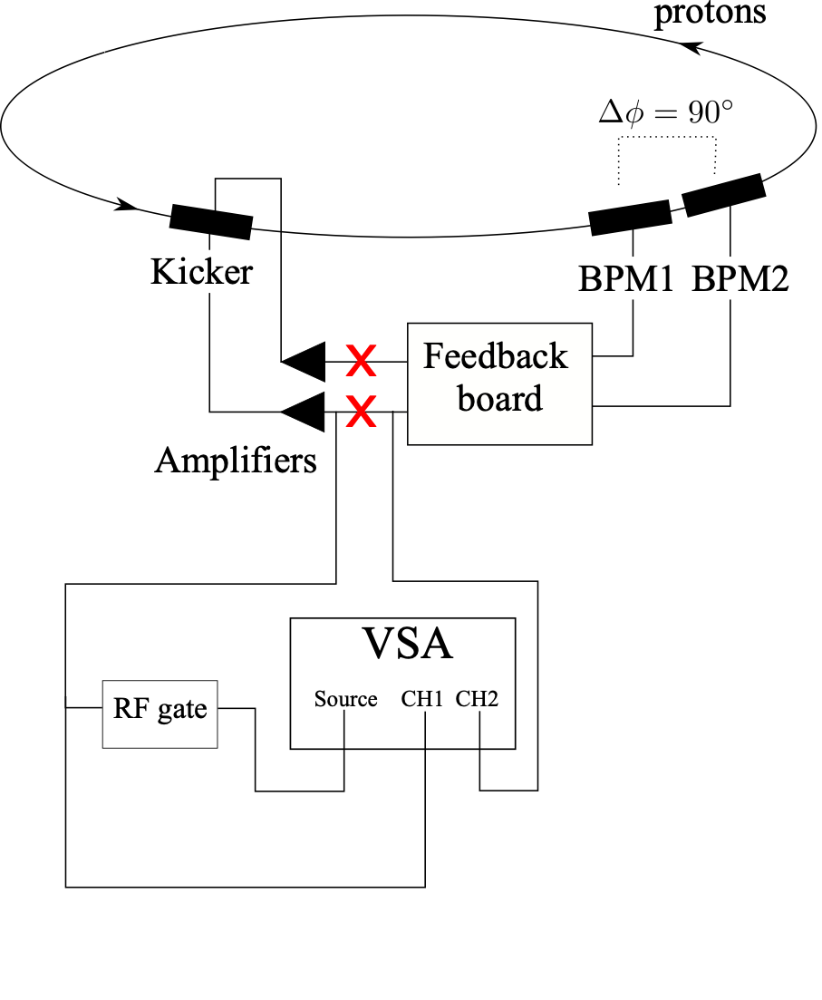 protons
Δϕ = 90°
Kicker
BPM1 BPM2
X
Feedback
board
X
Amplifiers
VSA
Source CH1 CH2
RF gate